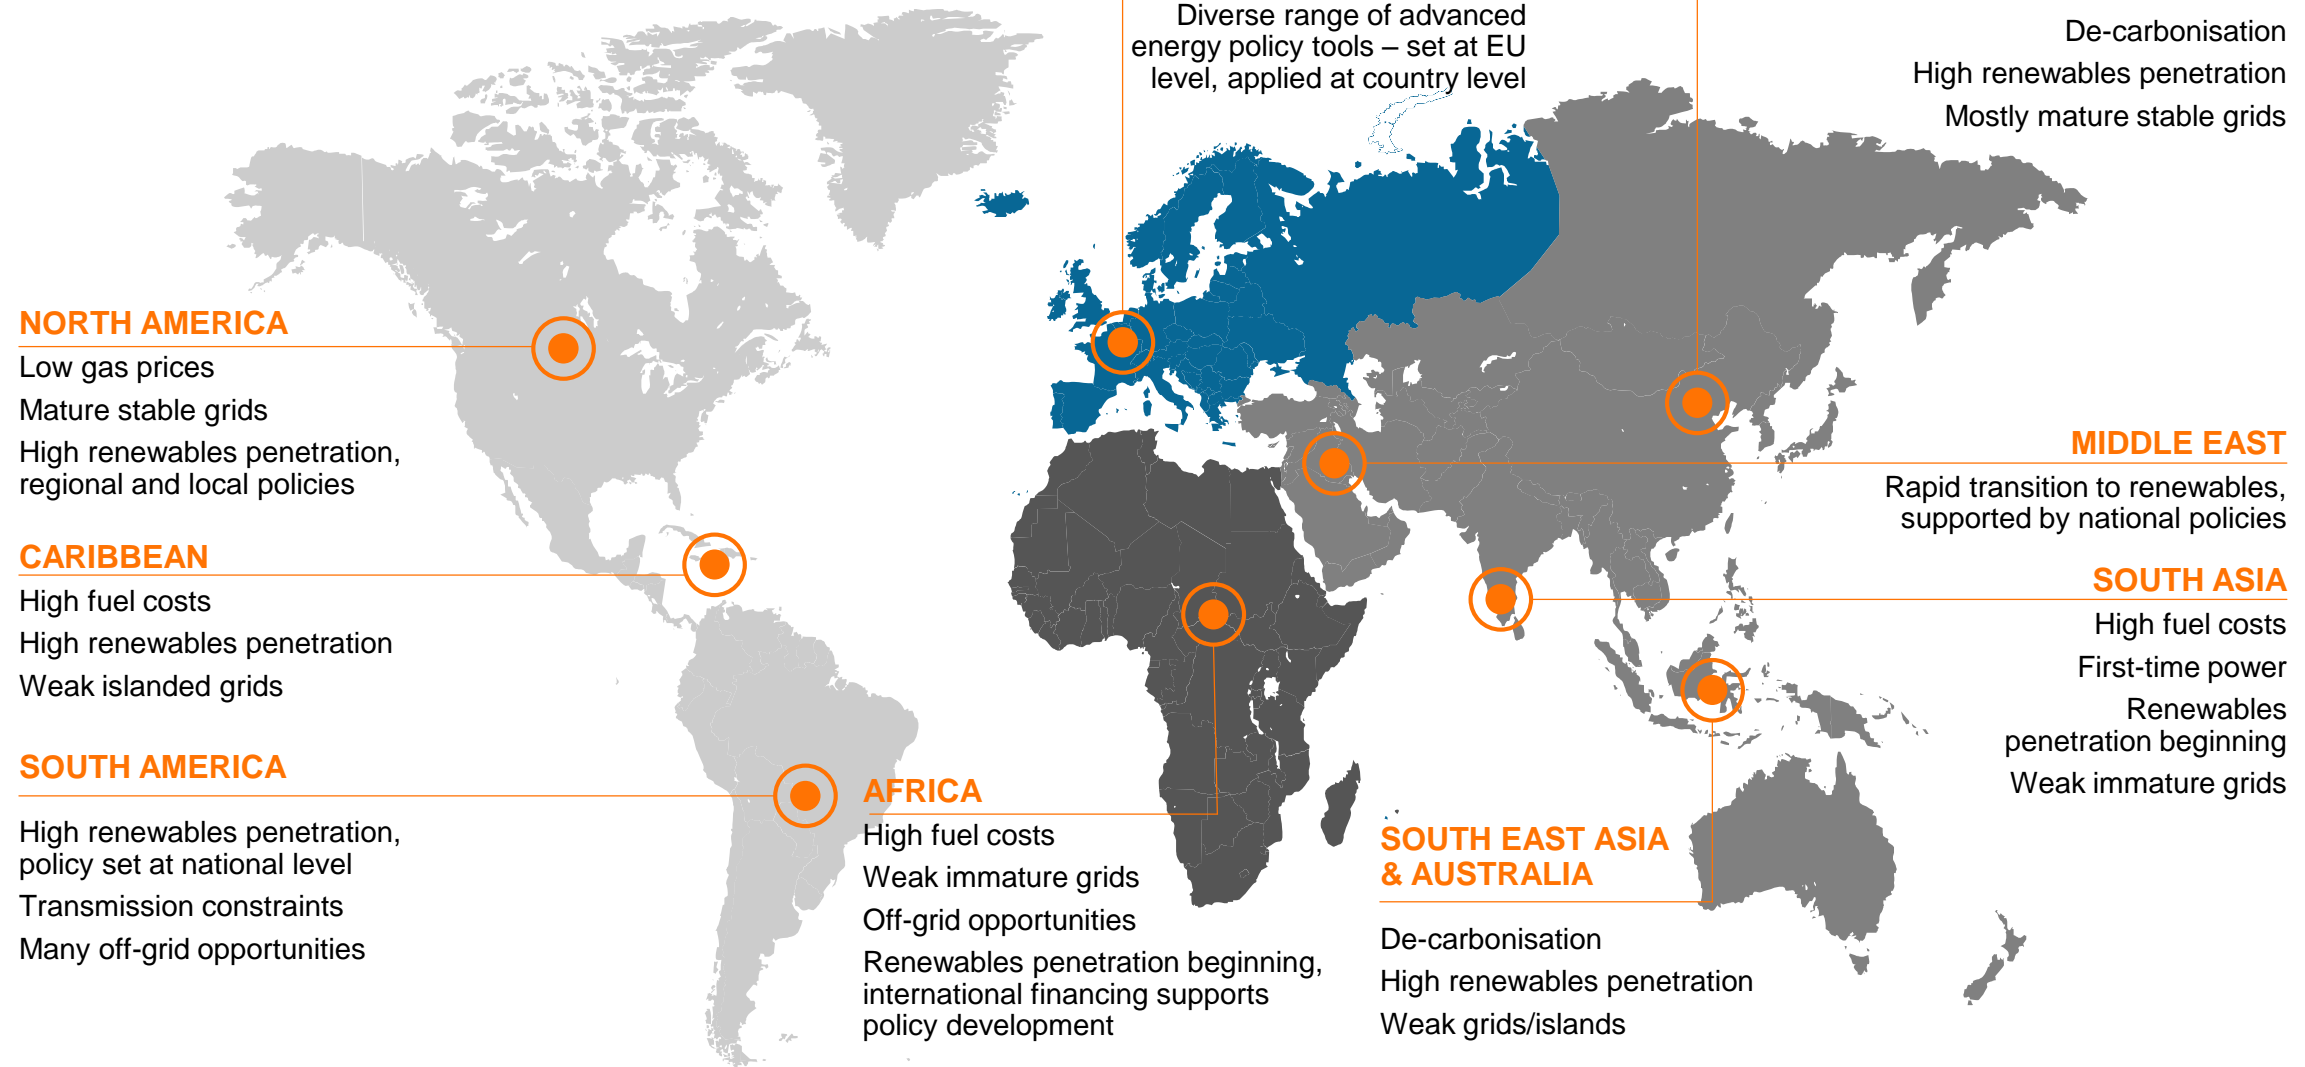 Diverse range of advanced
energy policy tools – set at EU
level, applied at country level
De-carbonisation
High renewables penetration
Mostly mature stable grids
NORTH AMERICA
Low gas prices
Mature stable grids
High renewables penetration,
regional and local policies
CARIBBEAN
High fuel costs
High renewables penetration
Weak islanded grids
SOUTH AMERICA
High renewables penetration,
policy set at national level
Transmission constraints
Many off-grid opportunities
AFRICA
High fuel costs
Weak immature grids
Off-grid opportunities
Renewables penetration beginning,
international financing supports
policy development
MIDDLE EAST
Rapid transition to renewables,
supported by national policies
SOUTH ASIA
High fuel costs
First-time power
Renewables
penetration beginning
Weak immature grids
SOUTH EAST ASIA
& AUSTRALIA
De-carbonisation
High renewables penetration
Weak grids/islands